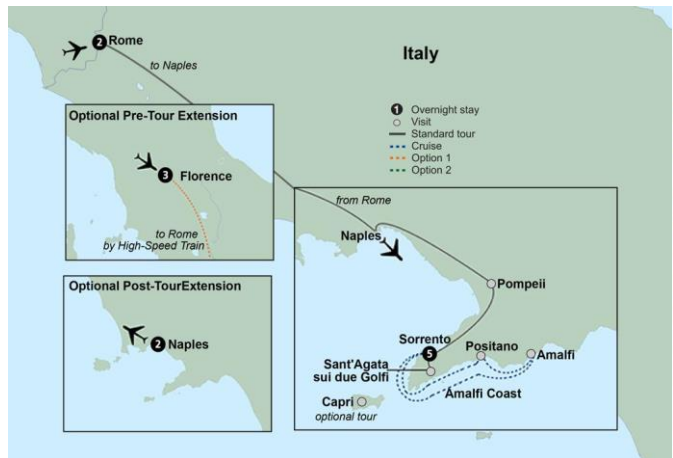 Rome
2
to Naples
Italy
1 Overnight stay
Visit
Standard tour
Cruise
Option 1
Option 2
Optional Pre-Tour Extension
3
Florence
to Rome
by High-Speed Train
Optional Post-TourExtension
2
Naples
from Rome
Naples
Pompeii
Sorrento
5
Positano
Amalfi
Sant'Agata
sui due Golfi
Amalfi Coast
Capri
optional tour